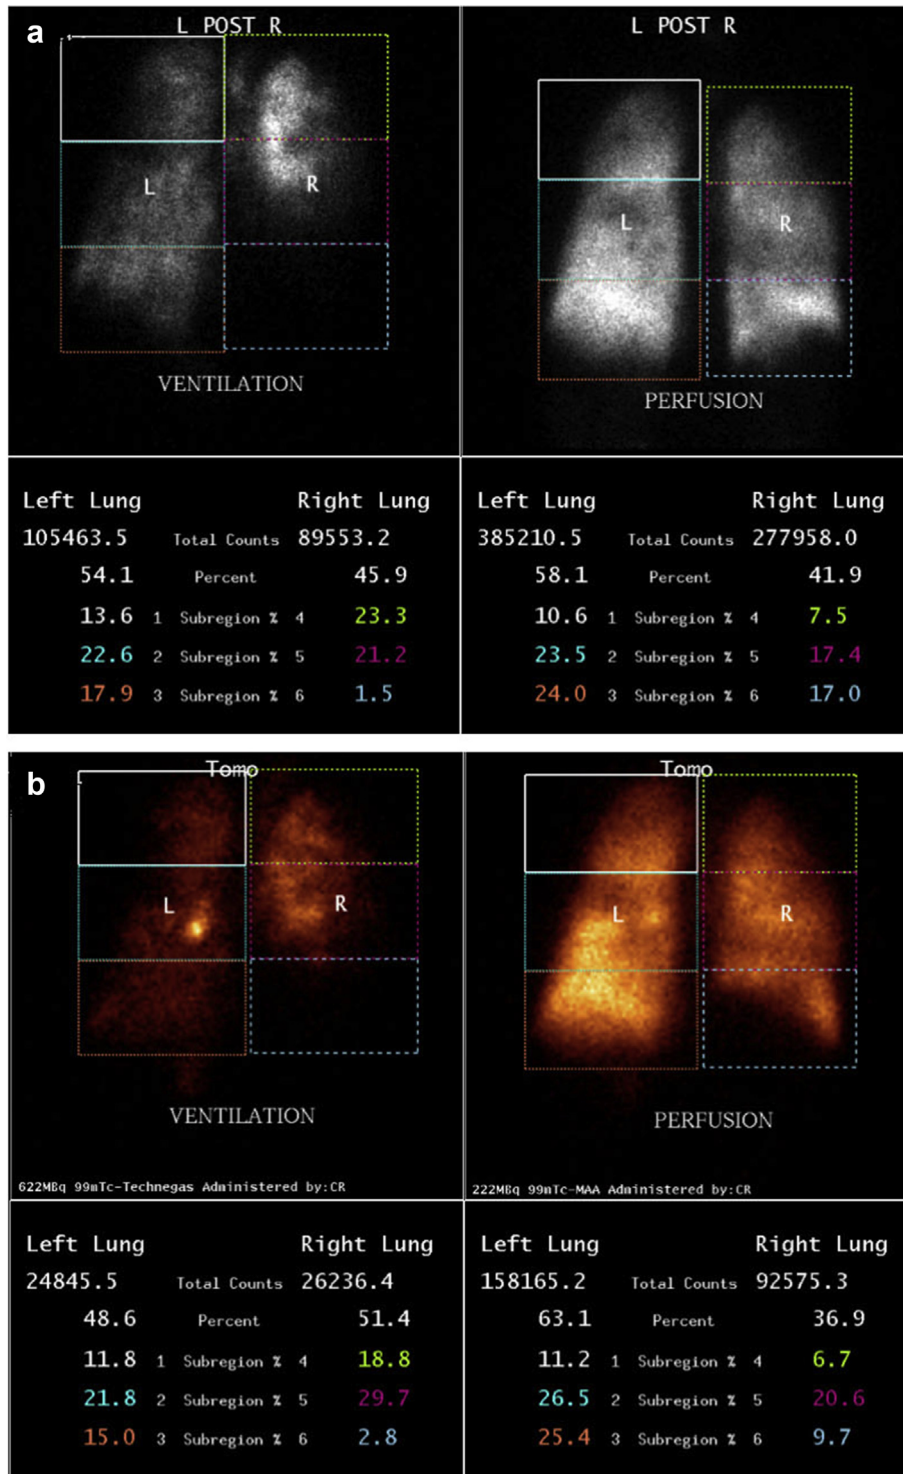 a
L POST R
L POST R
L
R
L
R
VENTILATION
PERFUSION
Left Lung Right Lung
105463.5 Total Counts 89553.2
54.1 Percent 45.9
13.6 1 Subregion % 4 23.3
22.6 2 Subregion % 5 21.2
17.9 3 Subregion % 6 1.5
Left Lung Right Lung
385210.5 Total Counts 277958.0
58.1 Percent 41.9
10.6 1 Subregion % 4 7.5
23.5 2 Subregion % 5 17.4
24.0 3 Subregion % 6 17.0
b
Tomo
Tomo
L
R
L
R
VENTILATION
PERFUSION
622MBq 99mTc-Technegas Administered by:CR
222MBq 99mTc-MAA Administered by:CR
Left Lung Right Lung
24845.5 Total Counts 26236.4
48.6 Percent 51.4
11.8 1 Subregion % 4 18.8
21.8 2 Subregion % 5 29.7
15.0 3 Subregion % 6 2.8
Left Lung Right Lung
158165.2 Total Counts 92575.3
63.1 Percent 36.9
11.2 1 Subregion % 4 6.7
26.5 2 Subregion % 5 20.6
25.4 3 Subregion % 6 9.7